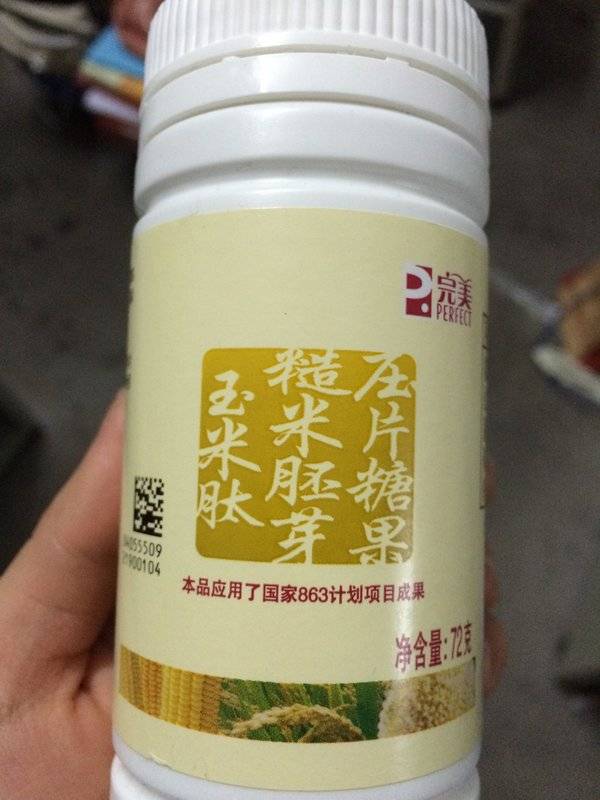 完美
PERFECT
玉米肽
糙米胚芽
压片糖果
本品应用了国家863计划项目成果
净含量:72克